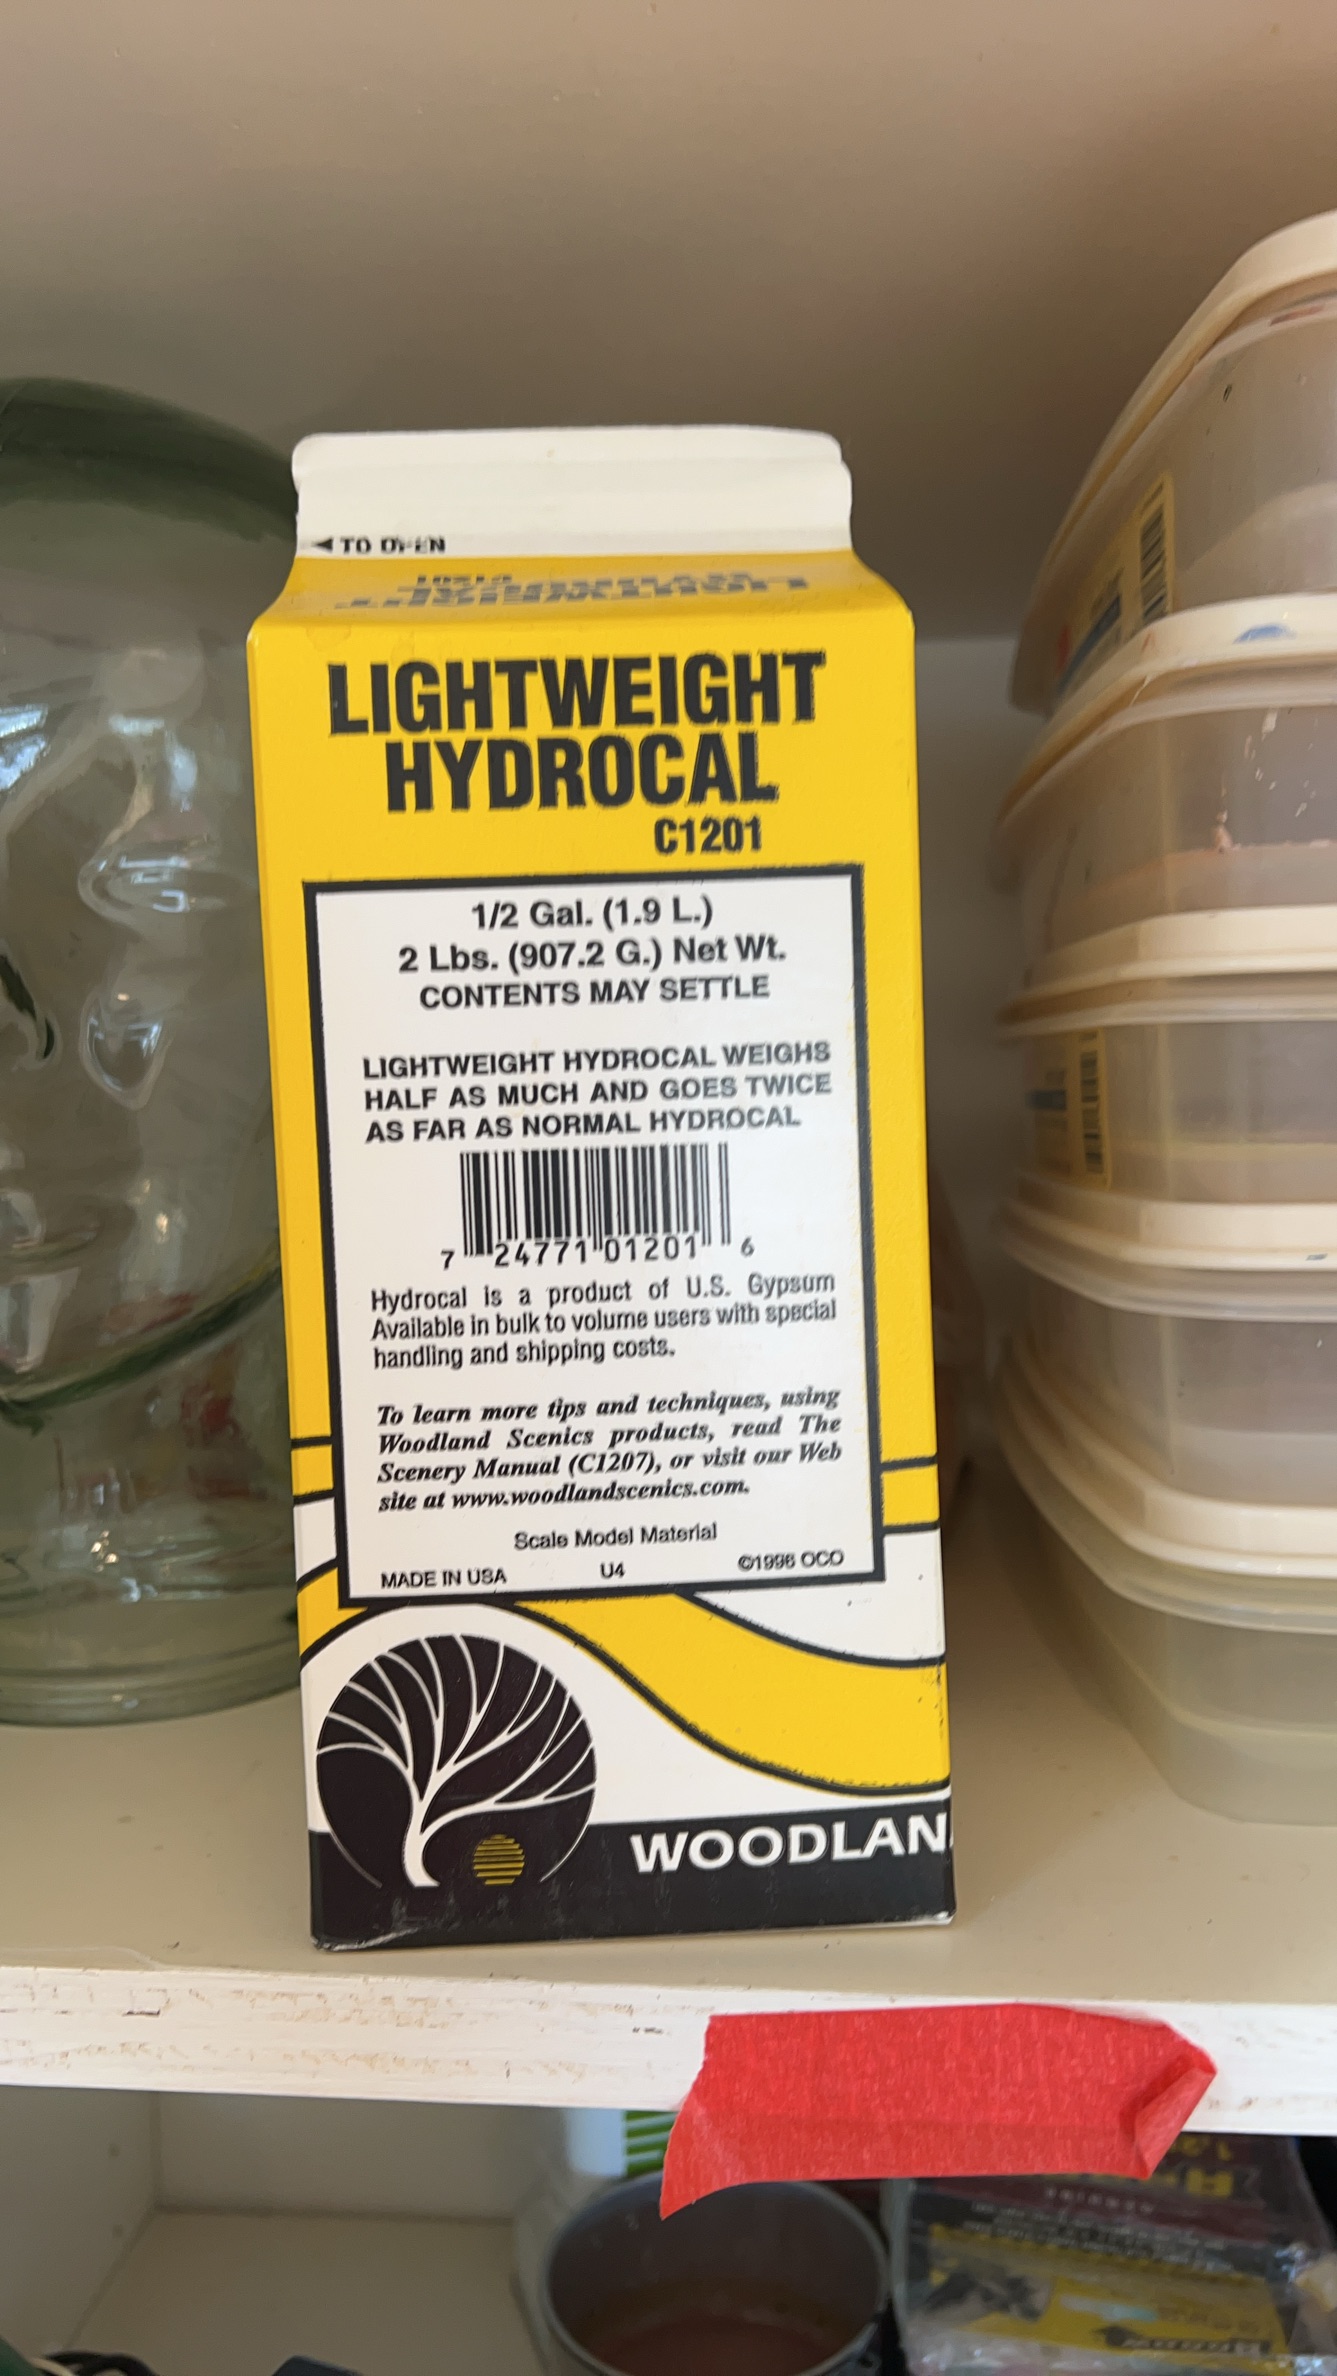 ◄ TO OPEN
LIGHTWEIGHT
HYDROCAL
C1201
1/2 Gal. (1.9 L.)
2 Lbs. (907.2 G.) Net Wt.
CONTENTS MAY SETTLE
LIGHTWEIGHT HYDROCAL WEIGHS
HALF AS MUCH AND GOES TWICE
AS FAR AS NORMAL HYDROCAL
7 24771 01201 6
Hydrocal is a product of U.S. Gypsum
Available in bulk to volume users with special
handling and shipping costs.
To learn more tips and techniques, using
Woodland Scenics products, read The
Scenery Manual (C1207), or visit our Web
site at www.woodlandscenics.com.
Scale Model Material
MADE IN USA U4 ©1996 OCO
WOODLAN